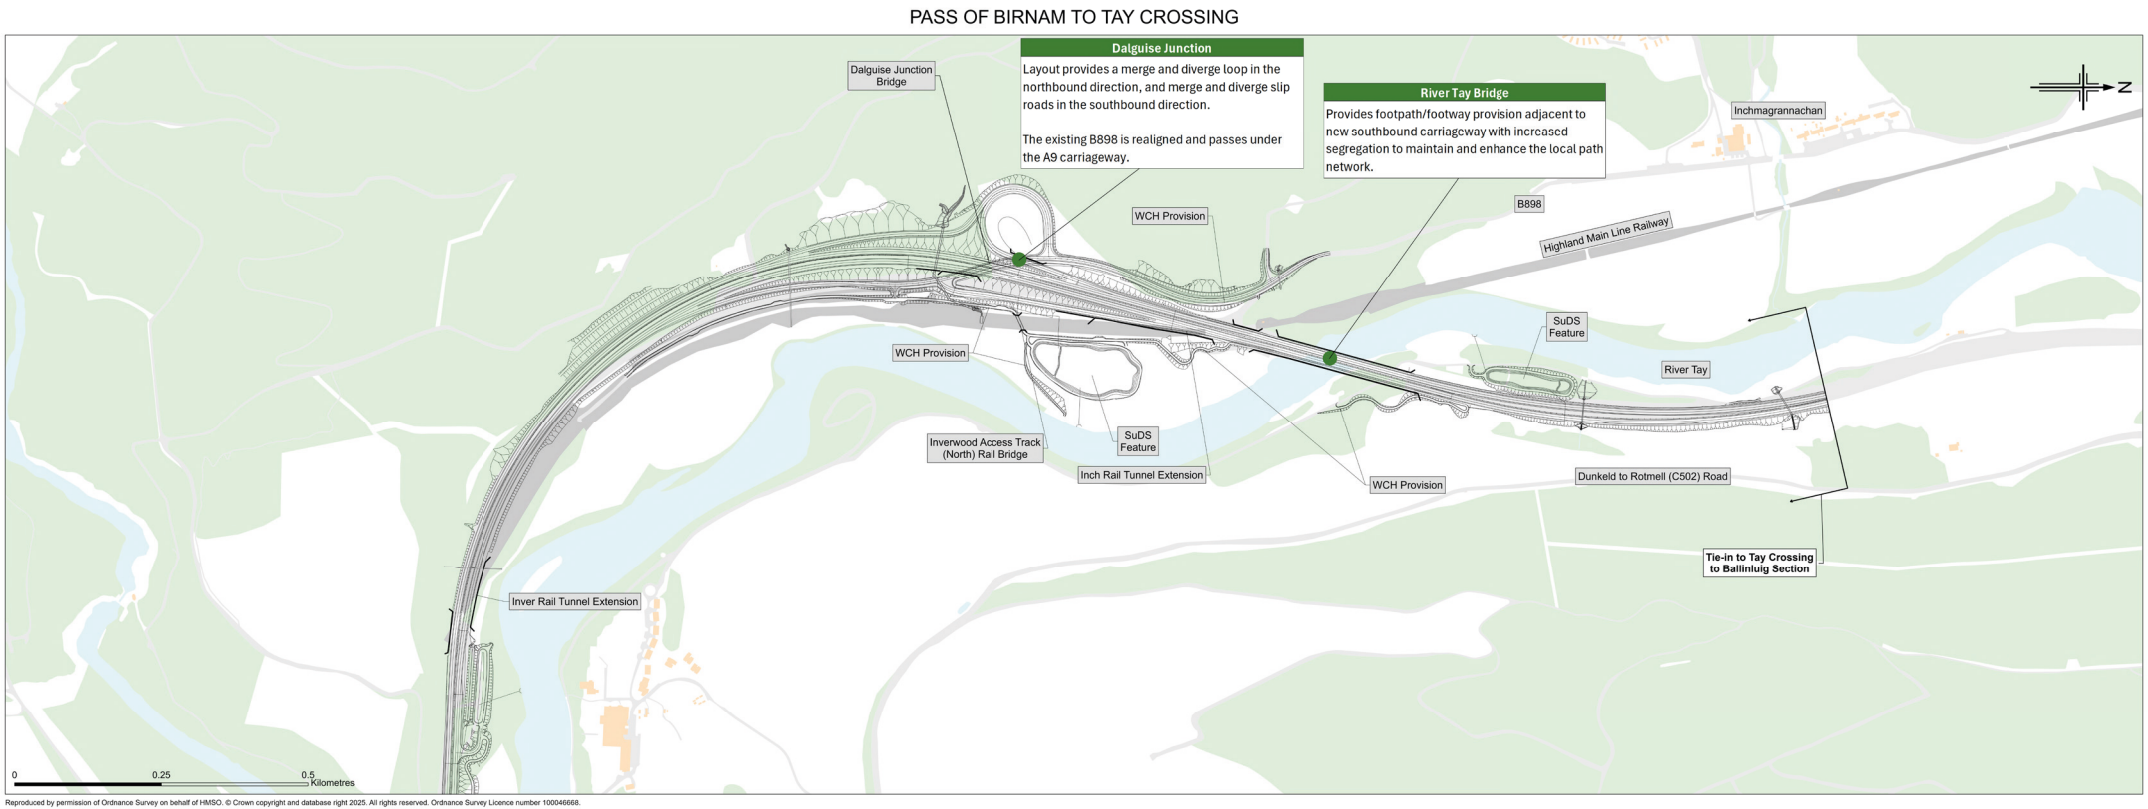 PASS OF BIRNAM TO TAY CROSSING
Dalguise Junction
Layout provides a merge and diverge loop in the
northbound direction, and merge and diverge slip
roads in the southbound direction.
The existing B898 is realigned and passes under
the A9 carriageway.
Dalguise Junction
Bridge
River Tay Bridge
Provides footpath/footway provision adjacent to
new southbound carriageway with increased
segregation to maintain and enhance the local path
network.
N
Inchmagrannachan
B898
WCH Provision
Highland Main Line Railway
SuDS
Feature
WCH Provision
River Tay
Inverwood Access Track
(North) Rail Bridge
SuDS
Feature
Inch Rail Tunnel Extension
WCH Provision
Dunkeld to Rotmell (C502) Road
Tie-in to Tay Crossing
to Ballinluig Section
Inver Rail Tunnel Extension
0
0.25
0.5
Kilometres
Reproduced by permission of Ordnance Survey on behalf of HMSO. © Crown copyright and database right 2025. All rights reserved. Ordnance Survey Licence number 100046668.